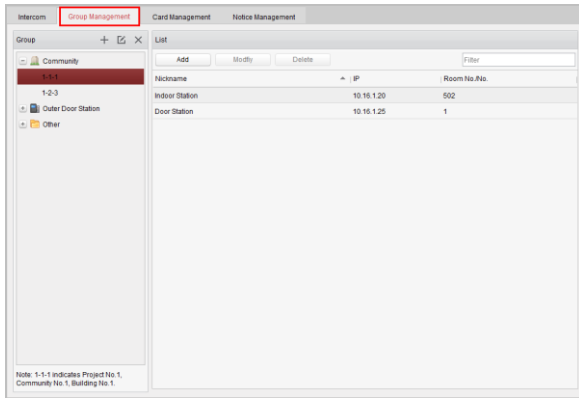 Intercom Group Management Card Management Notice Management
Group List
Community Add Modify Delete Filter
1-1-1 Nickname IP Room No./No.
1-2-3 Indoor Station 10.16.1.20 502
Outer Door Station Door Station 10.16.1.25 1
Other
Note: 1-1-1 indicates Project No.1,
Community No.1, Building No.1.